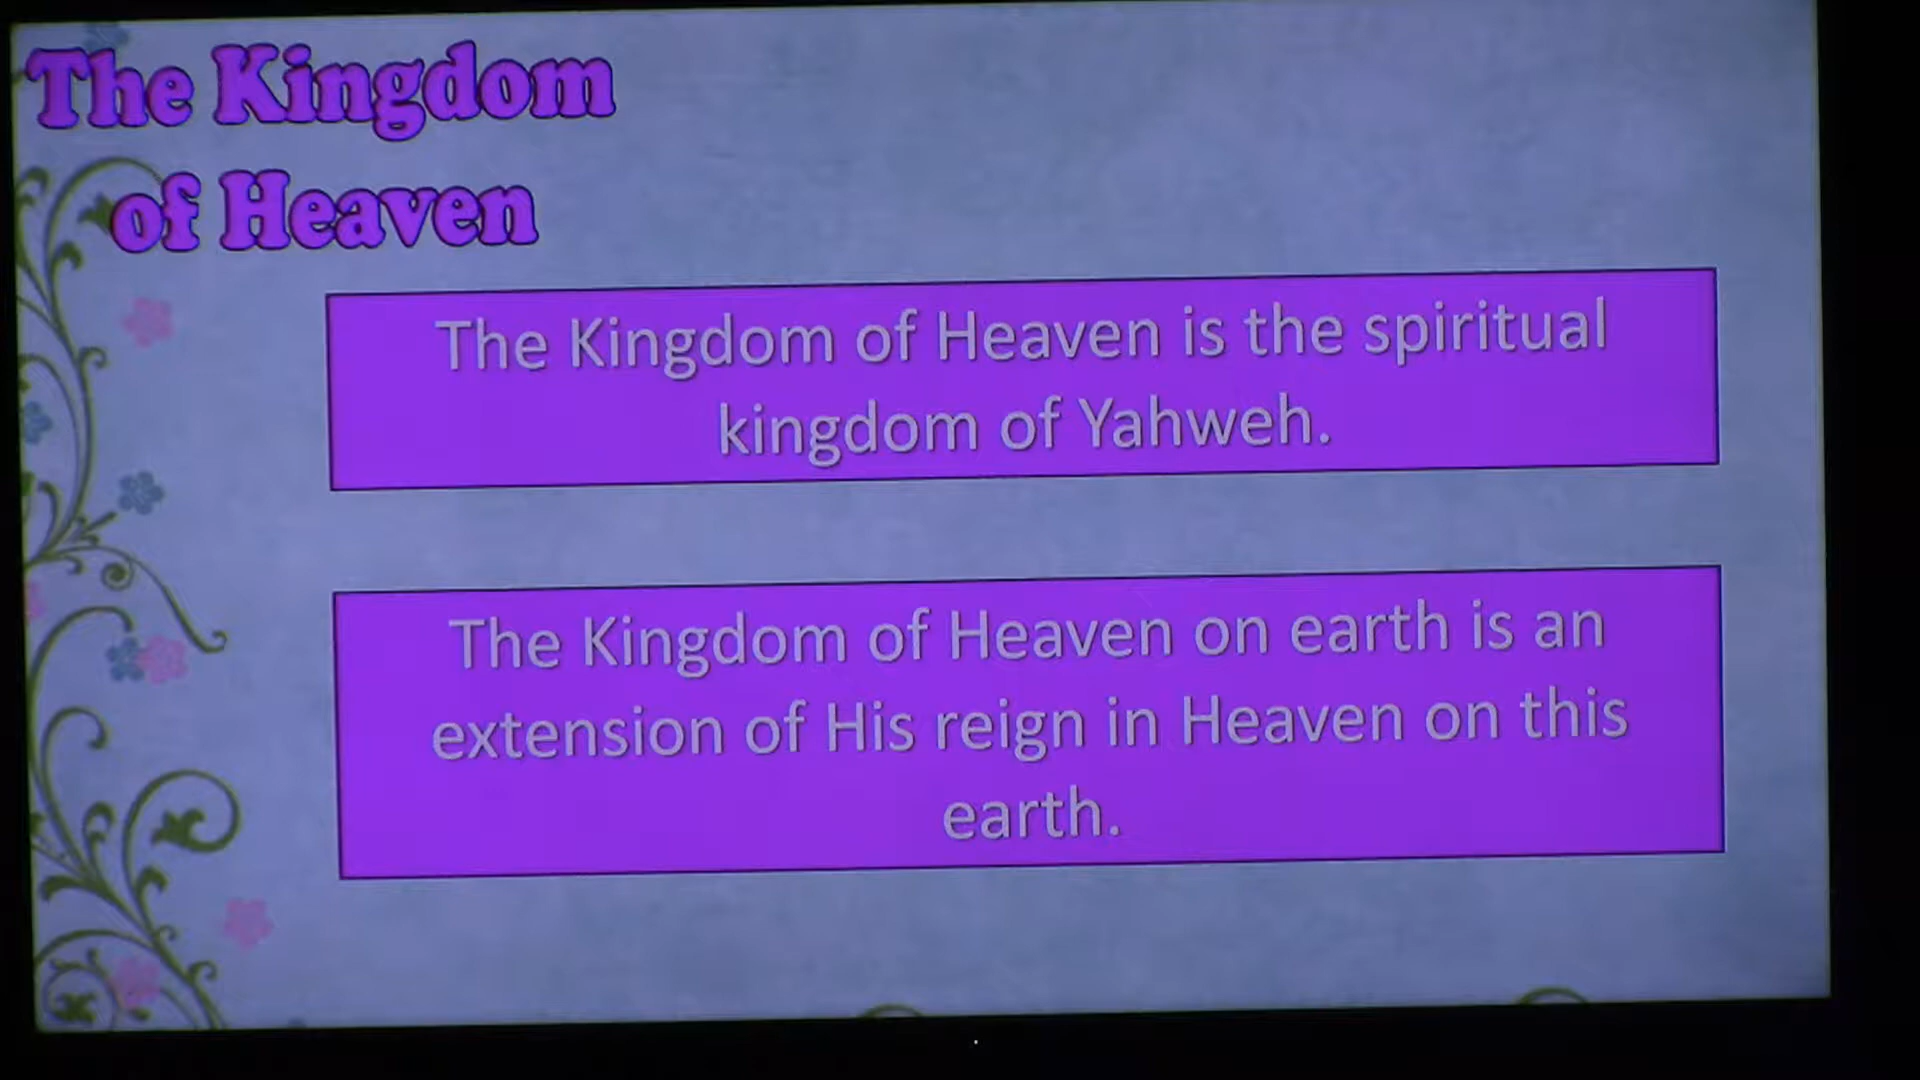 The Kingdom
of Heaven
The Kingdom of Heaven is the spiritual
kingdom of Yahweh.
The Kingdom of Heaven on earth is an
extension of His reign in Heaven on this
earth.